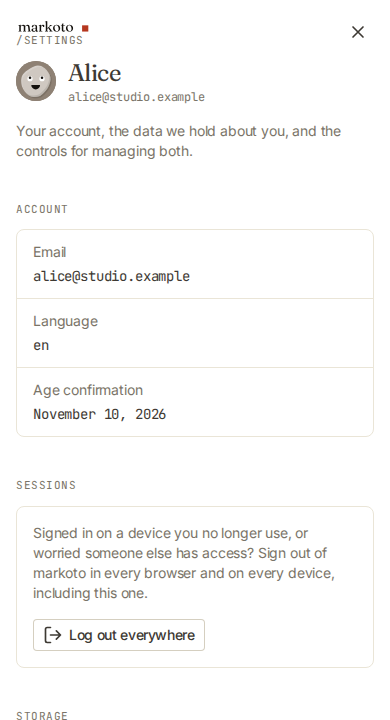 markoto
/SETTINGS
Alice
alice@studio.example
Your account, the data we hold about you, and the
controls for managing both.
ACCOUNT
Email
alice@studio.example
Language
en
Age confirmation
November 10, 2026
SESSIONS
Signed in on a device you no longer use, or
worried someone else has access? Sign out of
markoto in every browser and on every device,
including this one.
Log out everywhere
STORAGE